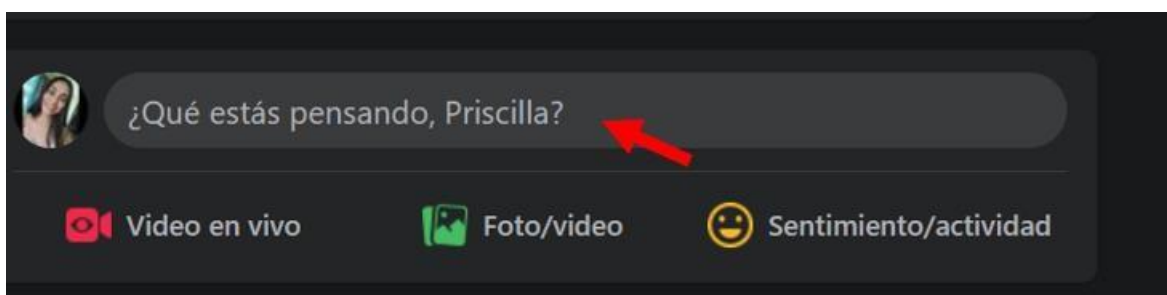 ¿Qué estás pensando, Priscilla?
Video en vivo Foto/video Sentimiento/actividad